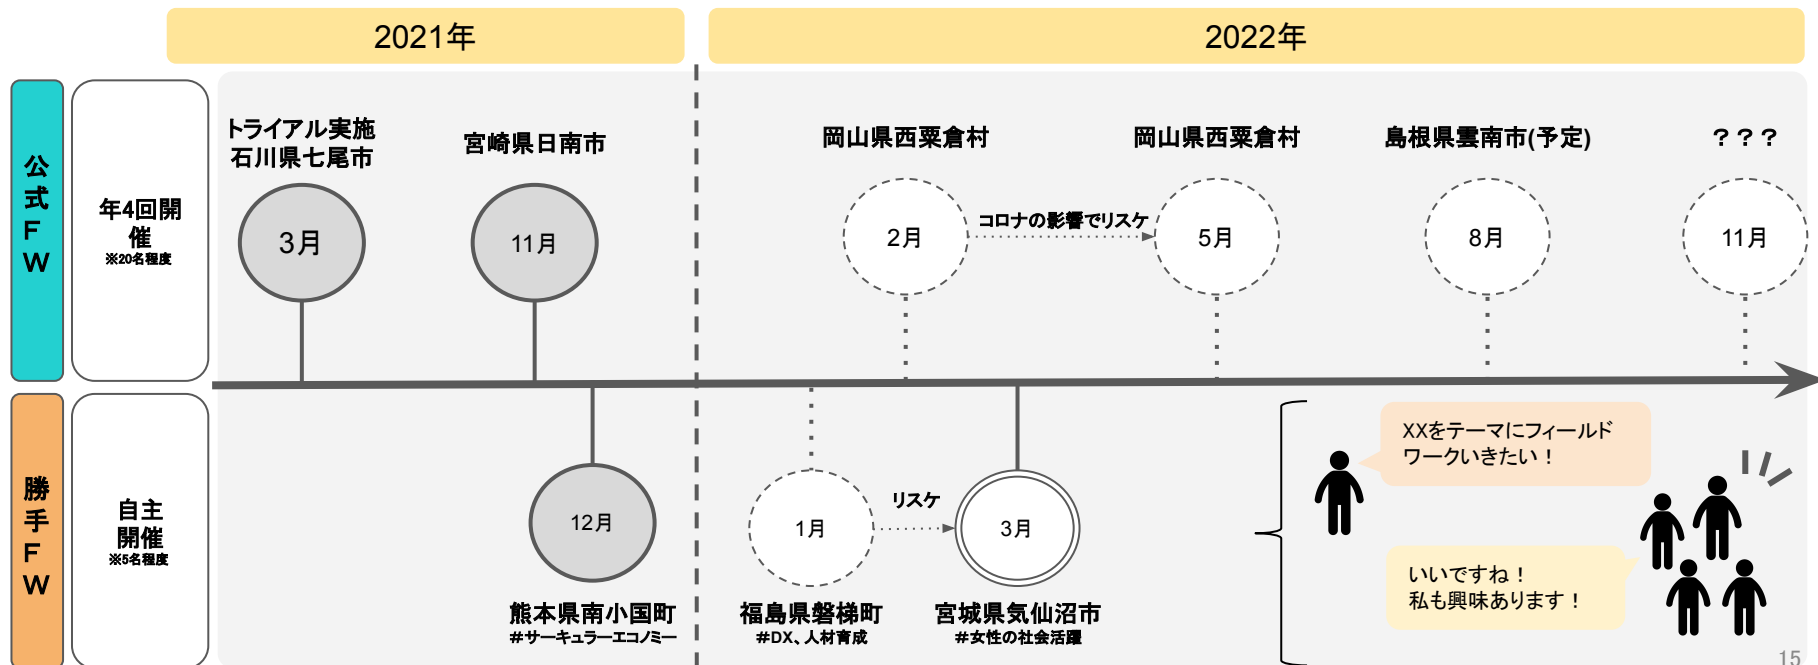 2021年
2022年
公
式
F
W
年4回開
催
※20名程度
トライアル実施
石川県七尾市
3月
宮崎県日南市
11月
岡山県西粟倉村
2月
コロナの影響でリスケ
岡山県西粟倉村
5月
島根県雲南市(予定)
8月
？？？
11月
勝
手
F
W
自主
開催
※5名程度
12月
熊本県南小国町
#サーキュラーエコノミー
1月
福島県磐梯町
#DX、人材育成
リスケ
3月
宮城県気仙沼市
#女性の社会活躍
XXをテーマにフィールド
ワークいきたい！
いいですね！
私も興味あります！
15